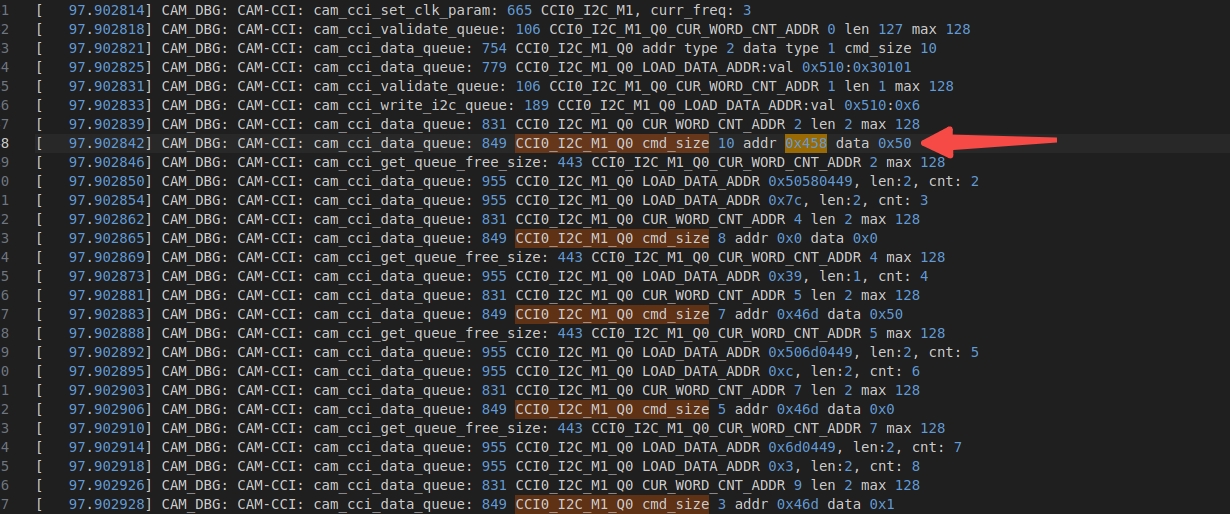 1 [ 97.902814] CAM_DBG: CAM-CCI: cam_cci_set_clk_param: 665 CCI0_I2C_M1, curr_freq: 3
2 [ 97.902818] CAM_DBG: CAM-CCI: cam_cci_validate_queue: 106 CCI0_I2C_M1_Q0_CUR_WORD_CNT_ADDR 0 len 127 max 128
3 [ 97.902821] CAM_DBG: CAM-CCI: cam_cci_data_queue: 754 CCI0_I2C_M1_Q0 addr type 2 data type 1 cmd_size 10
4 [ 97.902825] CAM_DBG: CAM-CCI: cam_cci_data_queue: 779 CCI0_I2C_M1_Q0_LOAD_DATA_ADDR:val 0x510:0x30101
5 [ 97.902831] CAM_DBG: CAM-CCI: cam_cci_validate_queue: 106 CCI0_I2C_M1_Q0_CUR_WORD_CNT_ADDR 1 len 1 max 128
6 [ 97.902833] CAM_DBG: CAM-CCI: cam_cci_write_i2c_queue: 189 CCI0_I2C_M1_Q0_LOAD_DATA_ADDR:val 0x510:0x6
7 [ 97.902839] CAM_DBG: CAM-CCI: cam_cci_data_queue: 831 CCI0_I2C_M1_Q0 CUR_WORD_CNT_ADDR 2 len 2 max 128
8 [ 97.902842] CAM_DBG: CAM-CCI: cam_cci_data_queue: 849 CCI0_I2C_M1_Q0 cmd_size 10 addr 0x458 data 0x50
9 [ 97.902846] CAM_DBG: CAM-CCI: cam_cci_get_queue_free_size: 443 CCI0_I2C_M1_Q0_CUR_WORD_CNT_ADDR 2 max 128
0 [ 97.902850] CAM_DBG: CAM-CCI: cam_cci_data_queue: 955 CCI0_I2C_M1_Q0 LOAD_DATA_ADDR 0x50580449, len:2, cnt: 2
1 [ 97.902854] CAM_DBG: CAM-CCI: cam_cci_data_queue: 955 CCI0_I2C_M1_Q0 LOAD_DATA_ADDR 0x7c, len:2, cnt: 3
2 [ 97.902862] CAM_DBG: CAM-CCI: cam_cci_data_queue: 831 CCI0_I2C_M1_Q0 CUR_WORD_CNT_ADDR 4 len 2 max 128
3 [ 97.902865] CAM_DBG: CAM-CCI: cam_cci_data_queue: 849 CCI0_I2C_M1_Q0 cmd_size 8 addr 0x0 data 0x0
4 [ 97.902869] CAM_DBG: CAM-CCI: cam_cci_get_queue_free_size: 443 CCI0_I2C_M1_Q0_CUR_WORD_CNT_ADDR 4 max 128
5 [ 97.902873] CAM_DBG: CAM-CCI: cam_cci_data_queue: 955 CCI0_I2C_M1_Q0 LOAD_DATA_ADDR 0x39, len:1, cnt: 4
6 [ 97.902881] CAM_DBG: CAM-CCI: cam_cci_data_queue: 831 CCI0_I2C_M1_Q0 CUR_WORD_CNT_ADDR 5 len 2 max 128
7 [ 97.902883] CAM_DBG: CAM-CCI: cam_cci_data_queue: 849 CCI0_I2C_M1_Q0 cmd_size 7 addr 0x46d data 0x50
8 [ 97.902888] CAM_DBG: CAM-CCI: cam_cci_get_queue_free_size: 443 CCI0_I2C_M1_Q0_CUR_WORD_CNT_ADDR 5 max 128
9 [ 97.902892] CAM_DBG: CAM-CCI: cam_cci_data_queue: 955 CCI0_I2C_M1_Q0 LOAD_DATA_ADDR 0x506d0449, len:2, cnt: 5
0 [ 97.902895] CAM_DBG: CAM-CCI: cam_cci_data_queue: 955 CCI0_I2C_M1_Q0 LOAD_DATA_ADDR 0xc, len:2, cnt: 6
1 [ 97.902903] CAM_DBG: CAM-CCI: cam_cci_data_queue: 831 CCI0_I2C_M1_Q0 CUR_WORD_CNT_ADDR 7 len 2 max 128
2 [ 97.902906] CAM_DBG: CAM-CCI: cam_cci_data_queue: 849 CCI0_I2C_M1_Q0 cmd_size 5 addr 0x46d data 0x0
3 [ 97.902910] CAM_DBG: CAM-CCI: cam_cci_get_queue_free_size: 443 CCI0_I2C_M1_Q0_CUR_WORD_CNT_ADDR 7 max 128
4 [ 97.902914] CAM_DBG: CAM-CCI: cam_cci_data_queue: 955 CCI0_I2C_M1_Q0 LOAD_DATA_ADDR 0x6d0449, len:2, cnt: 7
5 [ 97.902918] CAM_DBG: CAM-CCI: cam_cci_data_queue: 955 CCI0_I2C_M1_Q0 LOAD_DATA_ADDR 0x3, len:2, cnt: 8
6 [ 97.902926] CAM_DBG: CAM-CCI: cam_cci_data_queue: 831 CCI0_I2C_M1_Q0 CUR_WORD_CNT_ADDR 9 len 2 max 128
7 [ 97.902928] CAM_DBG: CAM-CCI: cam_cci_data_queue: 849 CCI0_I2C_M1_Q0 cmd_size 3 addr 0x46d data 0x1